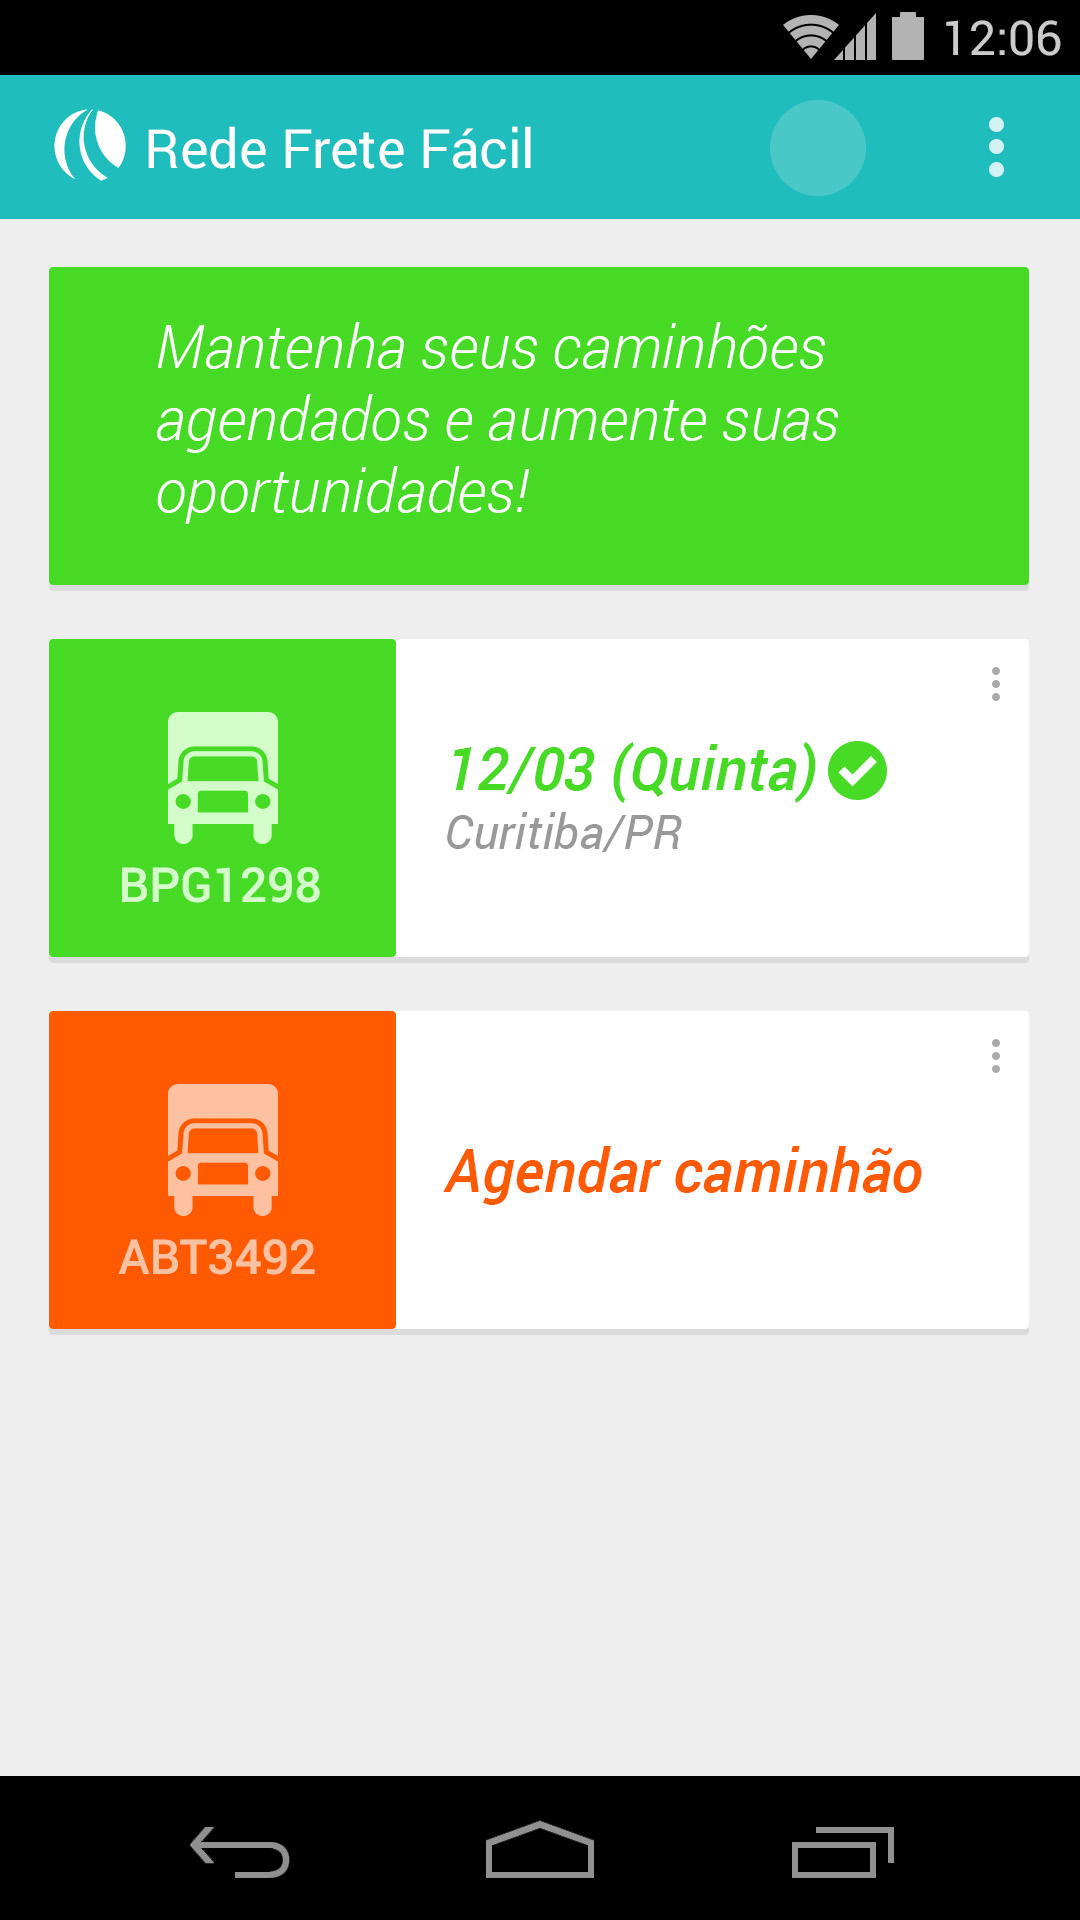 12:06
Rede Frete Fácil
Mantenha seus caminhões
agendados e aumente suas
oportunidades!
12/03 (Quinta)
Curitiba/PR
BPG1298
Agendar caminhão
ABT3492